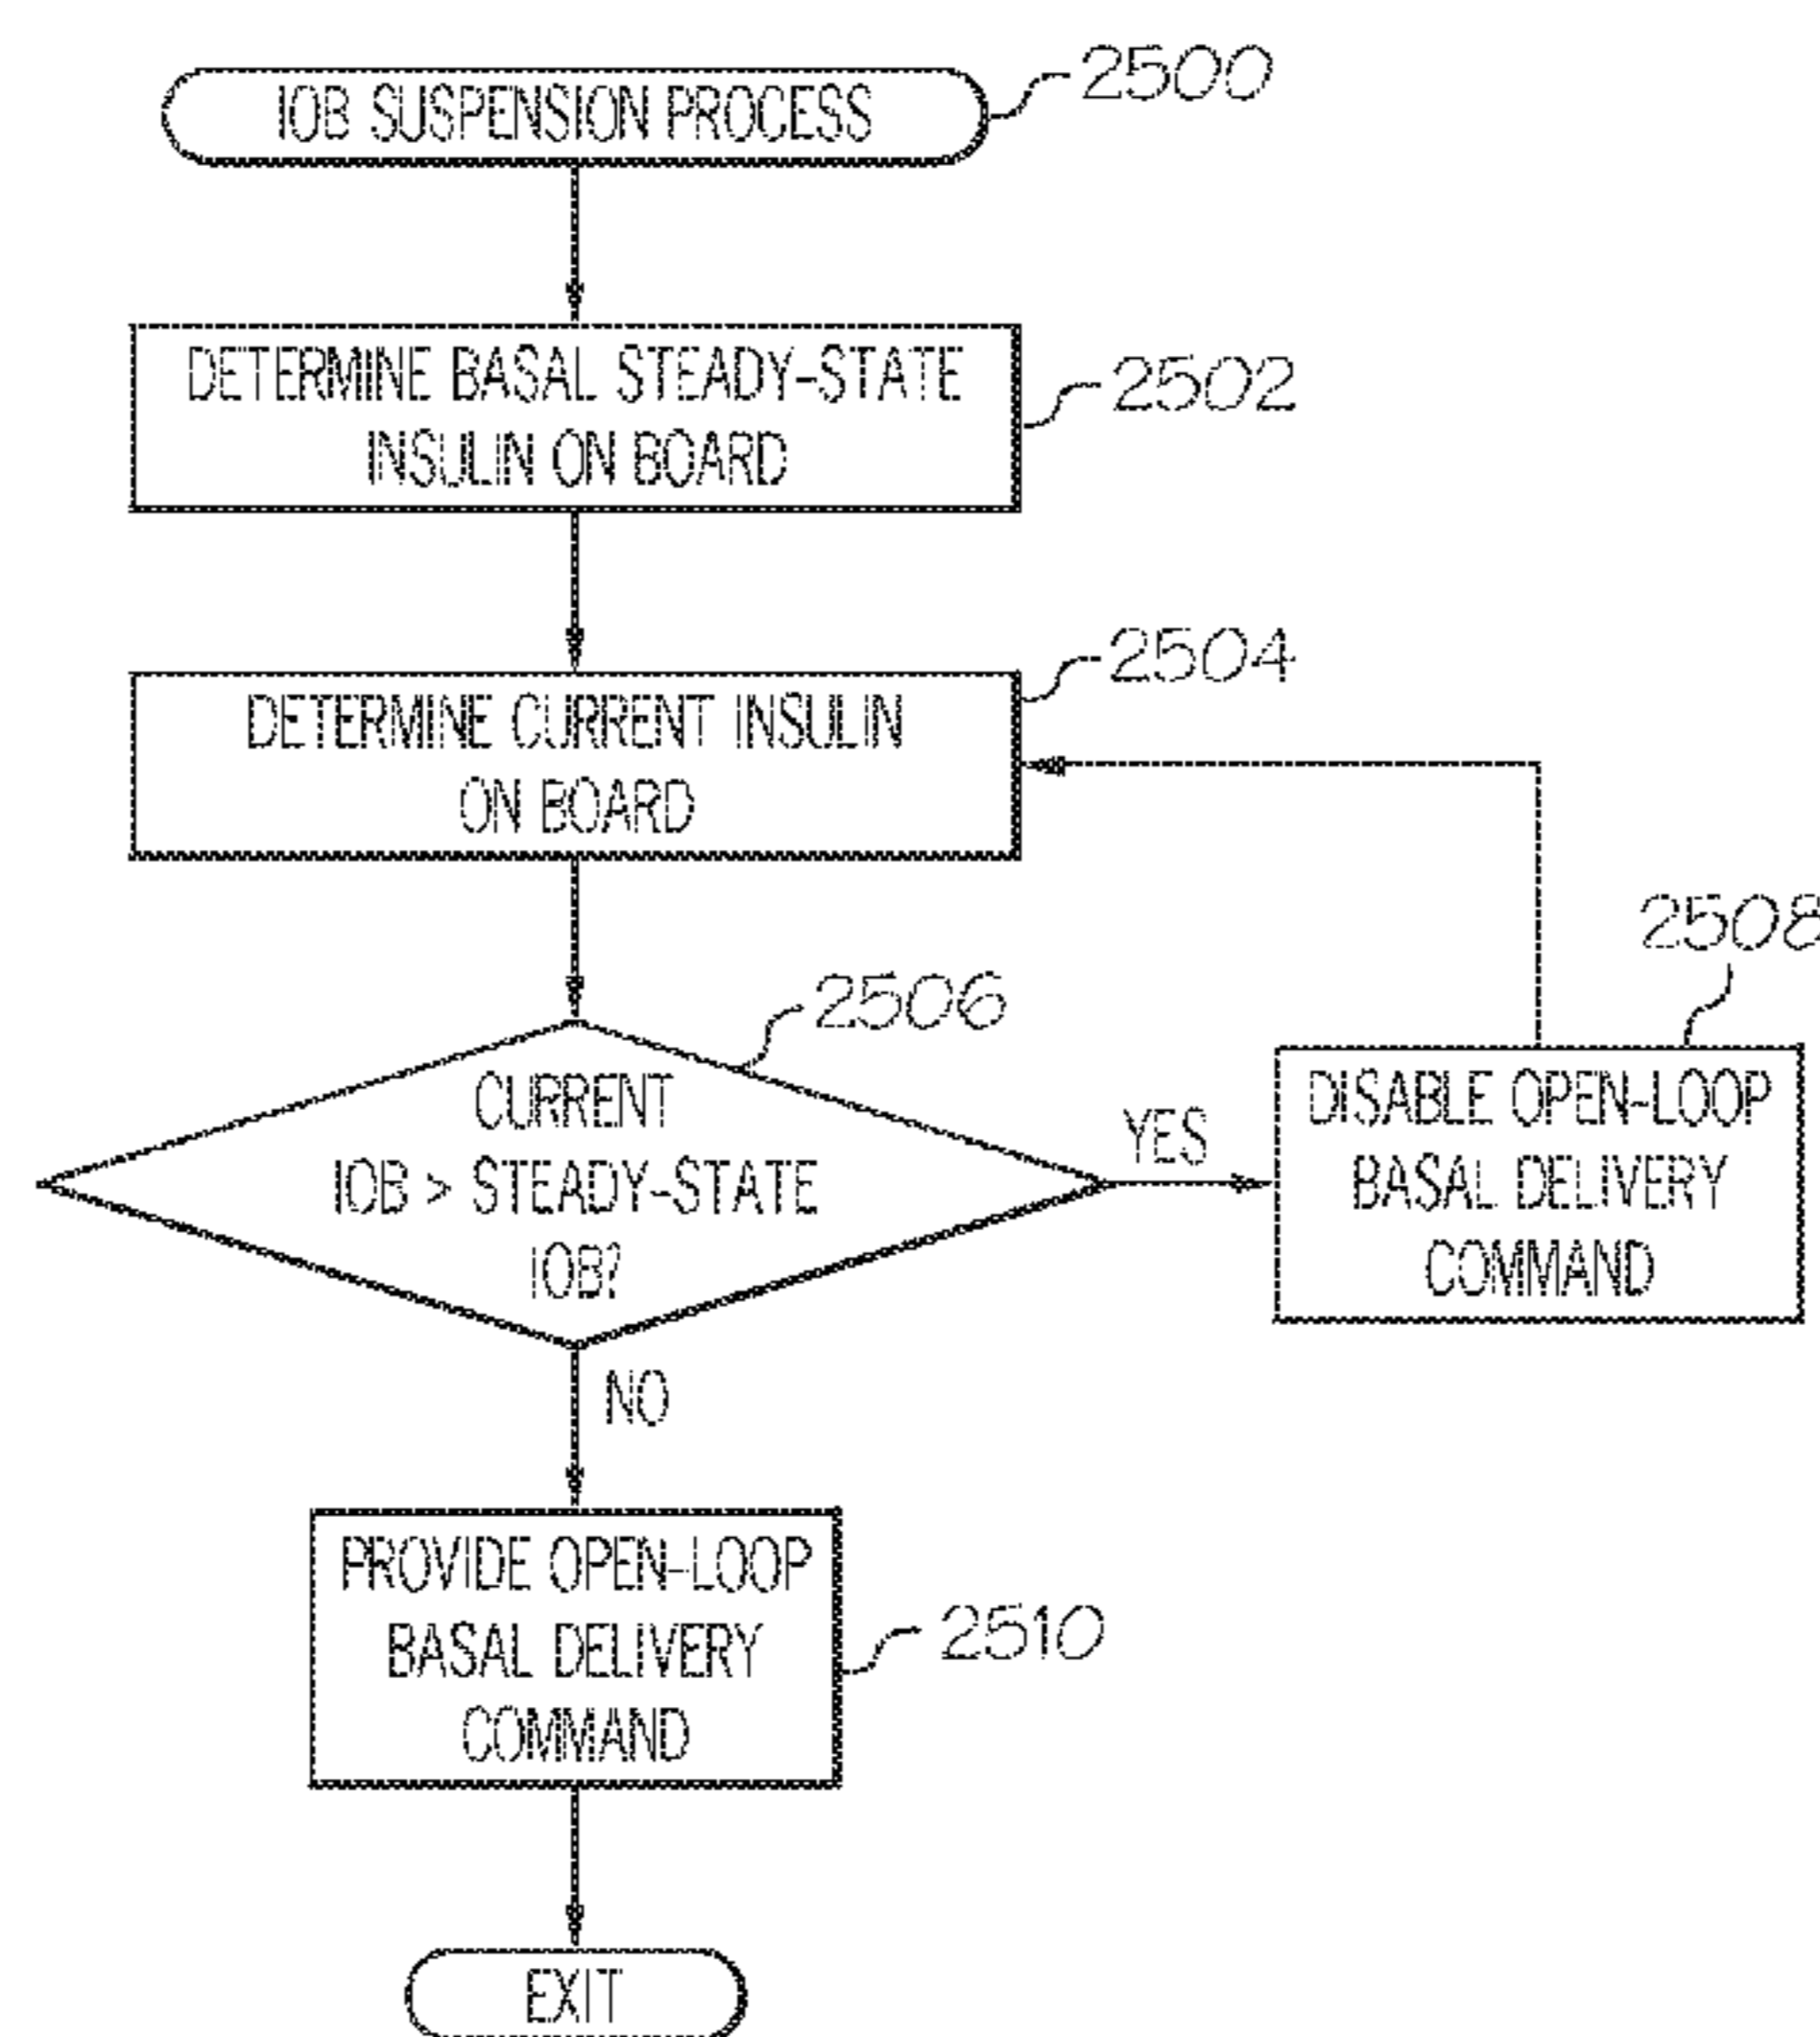 IOB SUSPENSION PROCESS
2500
DETERMINE BASAL STEADY-STATE
INSULIN ON BOARD
2502
DETERMINE CURRENT INSULIN
ON BOARD
2504
2506
CURRENT
IOB > STEADY-STATE
IOB?
YES
2508
DISABLE OPEN-LOOP
BASAL DELIVERY
COMMAND
NO
PROVIDE OPEN-LOOP
BASAL DELIVERY
COMMAND
2510
EXIT